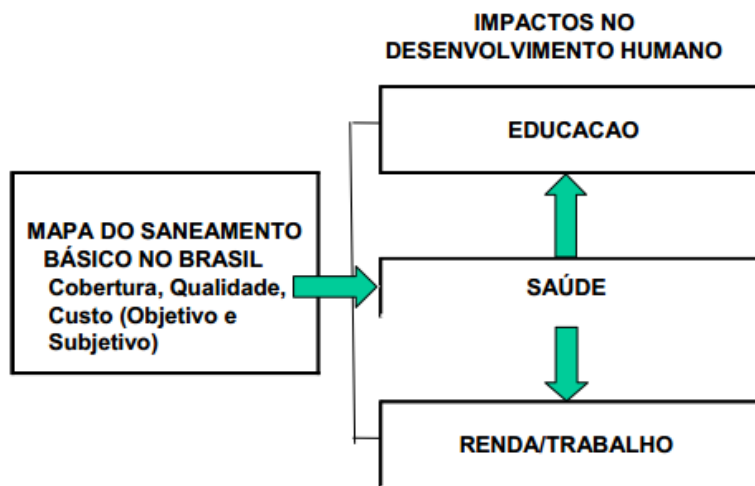 IMPACTOS NO
DESENVOLVIMENTO HUMANO
EDUCACAO
MAPA DO SANEAMENTO
BÁSICO NO BRASIL
Cobertura, Qualidade,
Custo (Objetivo e
Subjetivo)
SAÚDE
RENDA/TRABALHO